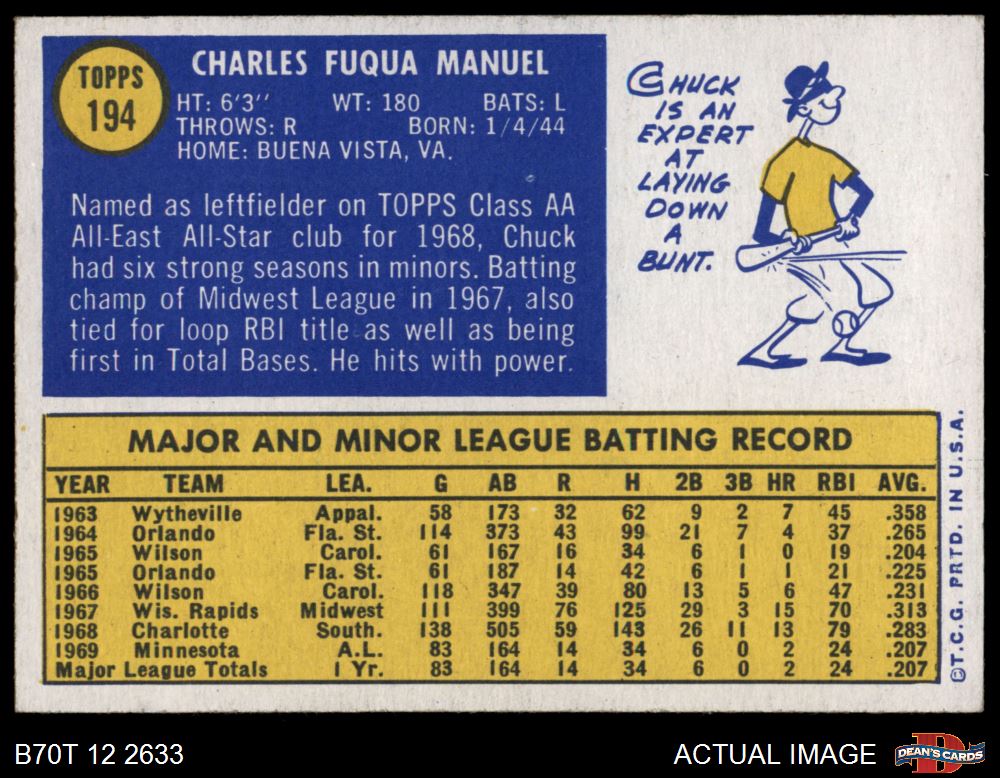 TOPPS
194
CHARLES FUQUA MANUEL
HT: 6'3'' WT: 180 BATS: L
THROWS: R BORN: 1/4/44
HOME: BUENA VISTA, VA.
Named as leftfielder on TOPPS Class AA
All-East All-Star club for 1968, Chuck
had six strong seasons in minors. Batting
champ of Midwest League in 1967, also
tied for loop RBI title as well as being
first in Total Bases. He hits with power.
CHUCK
IS AN
EXPERT
AT
LAYING
DOWN
A
BUNT.
MAJOR AND MINOR LEAGUE BATTING RECORD
YEAR TEAM LEA. G AB R H 2B 3B HR RBI AVG.
1963 Wytheville Appal. 58 173 32 62 9 2 7 45 .358
1964 Orlando Fla. St. 114 373 43 99 21 7 4 37 .265
1965 Wilson Carol. 61 167 16 34 6 1 0 19 .204
1965 Orlando Fla. St. 61 187 14 42 6 1 1 21 .225
1966 Wilson Carol. 118 347 39 80 13 5 6 47 .231
1967 Wis. Rapids Midwest 111 399 76 125 29 3 15 70 .313
1968 Charlotte South. 138 505 59 143 26 11 13 79 .283
1969 Minnesota A.L. 83 164 14 34 6 0 2 24 .207
Major League Totals 1 Yr. 83 164 14 34 6 0 2 24 .207
©T.C.G. PRTD. IN U.S.A.
B70T 12 2633 ACTUAL IMAGE
DEAN'S CARDS